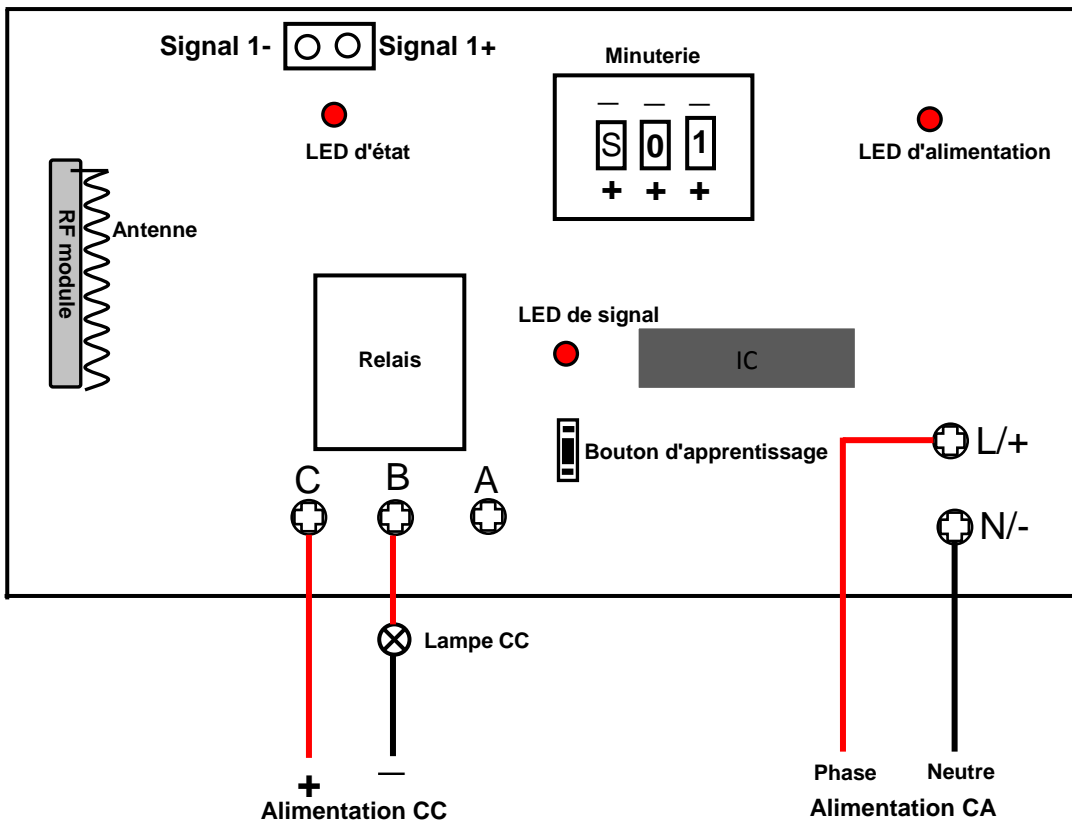 Signal 1-
Signal 1+
Minuterie
S 0 1
+ + +
LED d'état
LED d'alimentation
RF module
Antenne
LED de signal
Relais
IC
Bouton d'apprentissage
L/+
C
B
A
N/-
Lampe CC
+
—
Alimentation CC
Phase
Neutre
Alimentation CA